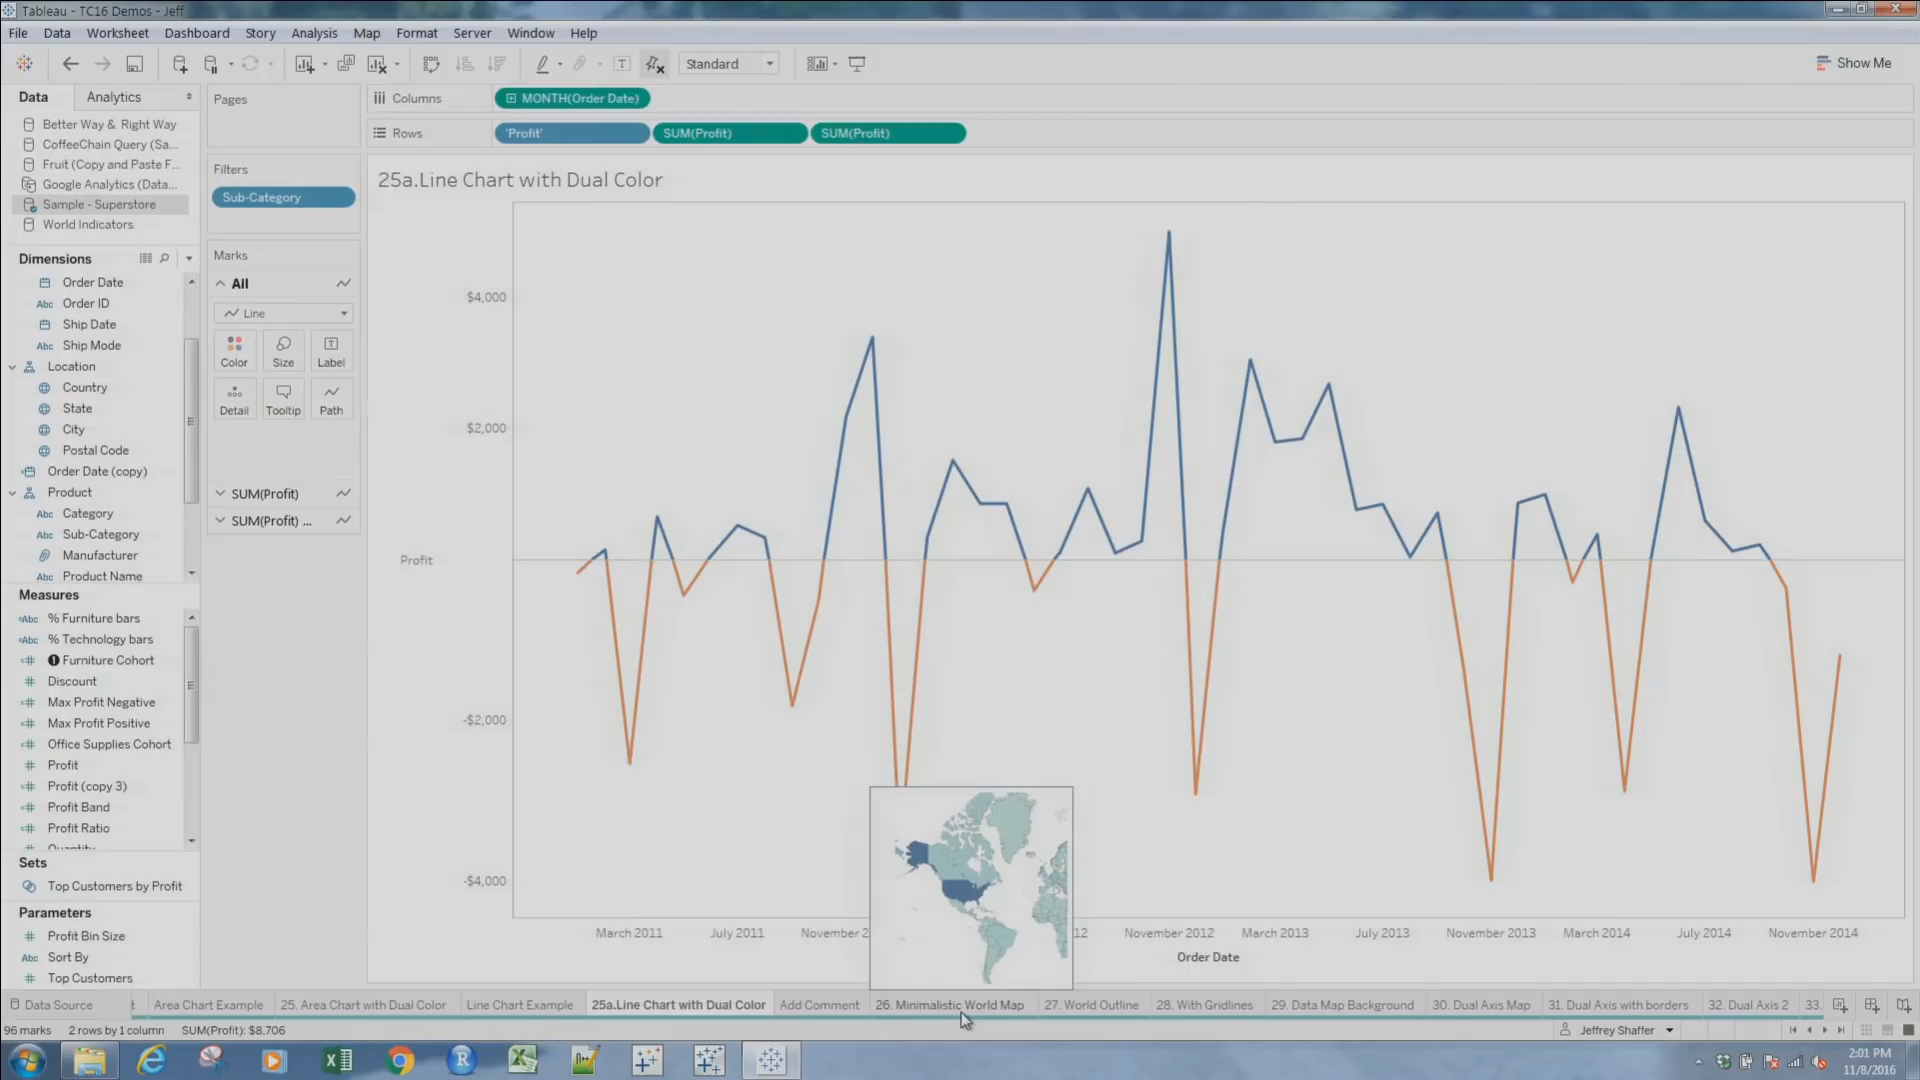 Tableau - TC16 Demos - Jeff
File Data Worksheet Dashboard Story Analysis Map Format Server Window Help
Standard
Show Me
Data Analytics
Better Way & Right Way
CoffeeChain Query (Sa...
Fruit (Copy and Paste F...
Google Analytics (Data...
Sample - Superstore
World Indicators
Dimensions
Order Date
Abc Order ID
Ship Date
Abc Ship Mode
Location
Country
State
City
Postal Code
Order Date (copy)
Product
Abc Category
Abc Sub-Category
Manufacturer
Abc Product Name
Measures
Abc % Furniture bars
Abc % Technology bars
# ❶ Furniture Cohort
# Discount
# Max Profit Negative
# Max Profit Positive
# Office Supplies Cohort
# Profit
# Profit (copy 3)
# Profit Band
# Profit Ratio
Quantity
Sets
Top Customers by Profit
Parameters
# Profit Bin Size
Abc Sort By
# Top Customers
Pages
Filters
Sub-Category
Marks
All
Line
Color Size Label
Detail Tooltip Path
SUM(Profit)
SUM(Profit) ...
Columns MONTH(Order Date)
Rows 'Profit' SUM(Profit) SUM(Profit)
25a.Line Chart with Dual Color
$4,000
$2,000
Profit
-$2,000
-$4,000
March 2011 July 2011 November 2 12 November 2012 March 2013 July 2013 November 2013 March 2014 July 2014 November 2014
Order Date
Data Source t Area Chart Example 25. Area Chart with Dual Color Line Chart Example 25a.Line Chart with Dual Color Add Comment 26. Minimalistic World Map 27. World Outline 28. With Gridlines 29. Data Map Background 30. Dual Axis Map 31. Dual Axis with borders 32. Dual Axis 2 33.
96 marks 2 rows by 1 column SUM(Profit): $8,706 Jeffrey Shaffer
2:01 PM
11/8/2016